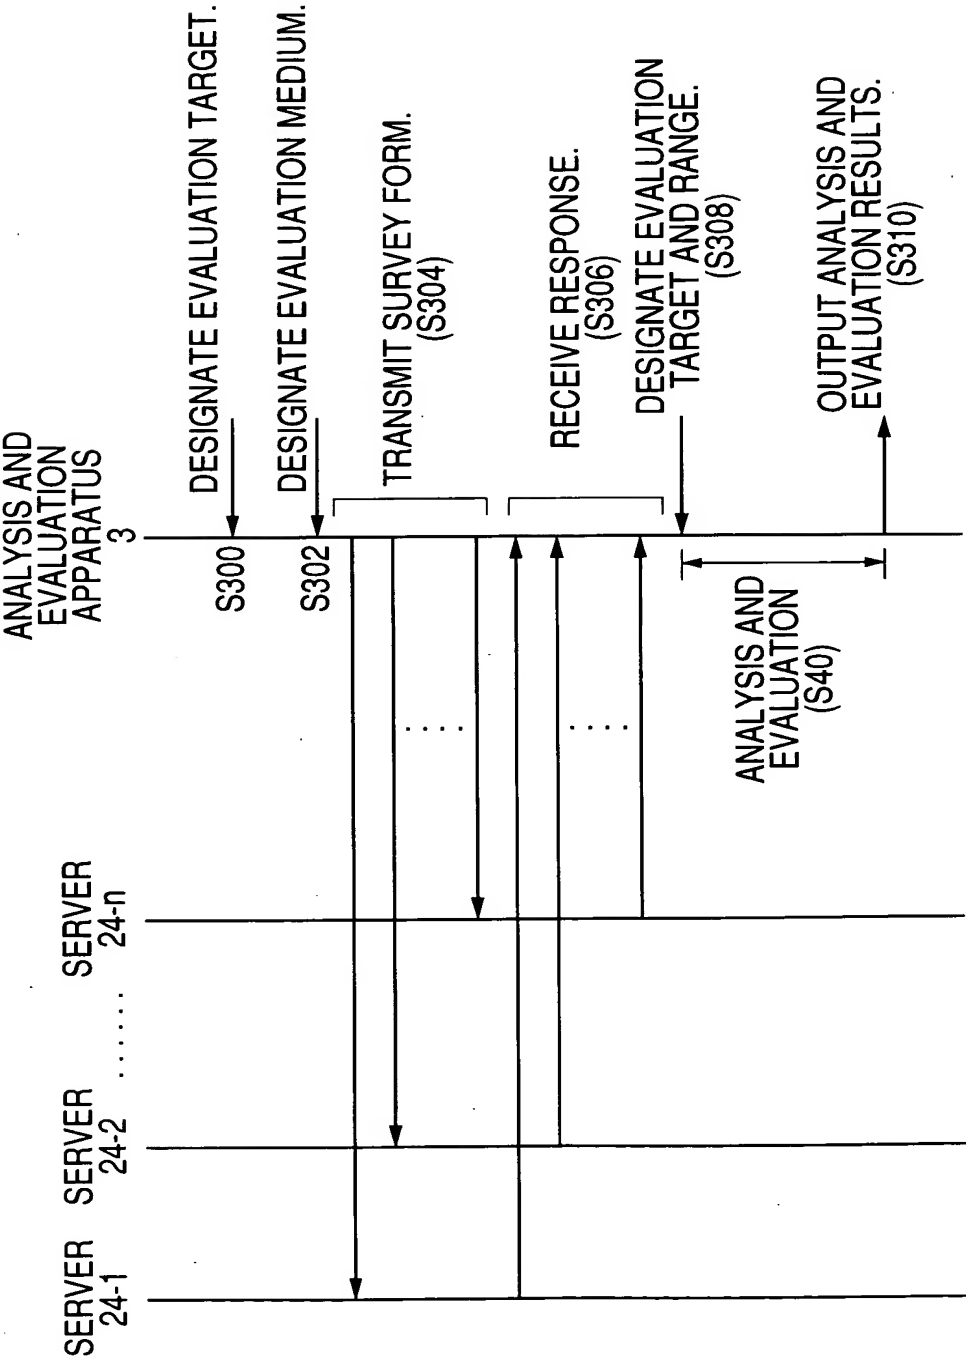 SERVER
24-1
SERVER
24-2
.......
SERVER
24-n
ANALYSIS AND
EVALUATION
APPARATUS
3
S300
DESIGNATE EVALUATION TARGET.
S302
DESIGNATE EVALUATION MEDIUM.
TRANSMIT SURVEY FORM.
(S304)
....
RECEIVE RESPONSE.
(S306)
....
DESIGNATE EVALUATION
TARGET AND RANGE.
(S308)
ANALYSIS AND
EVALUATION
(S40)
OUTPUT ANALYSIS AND
EVALUATION RESULTS.
(S310)